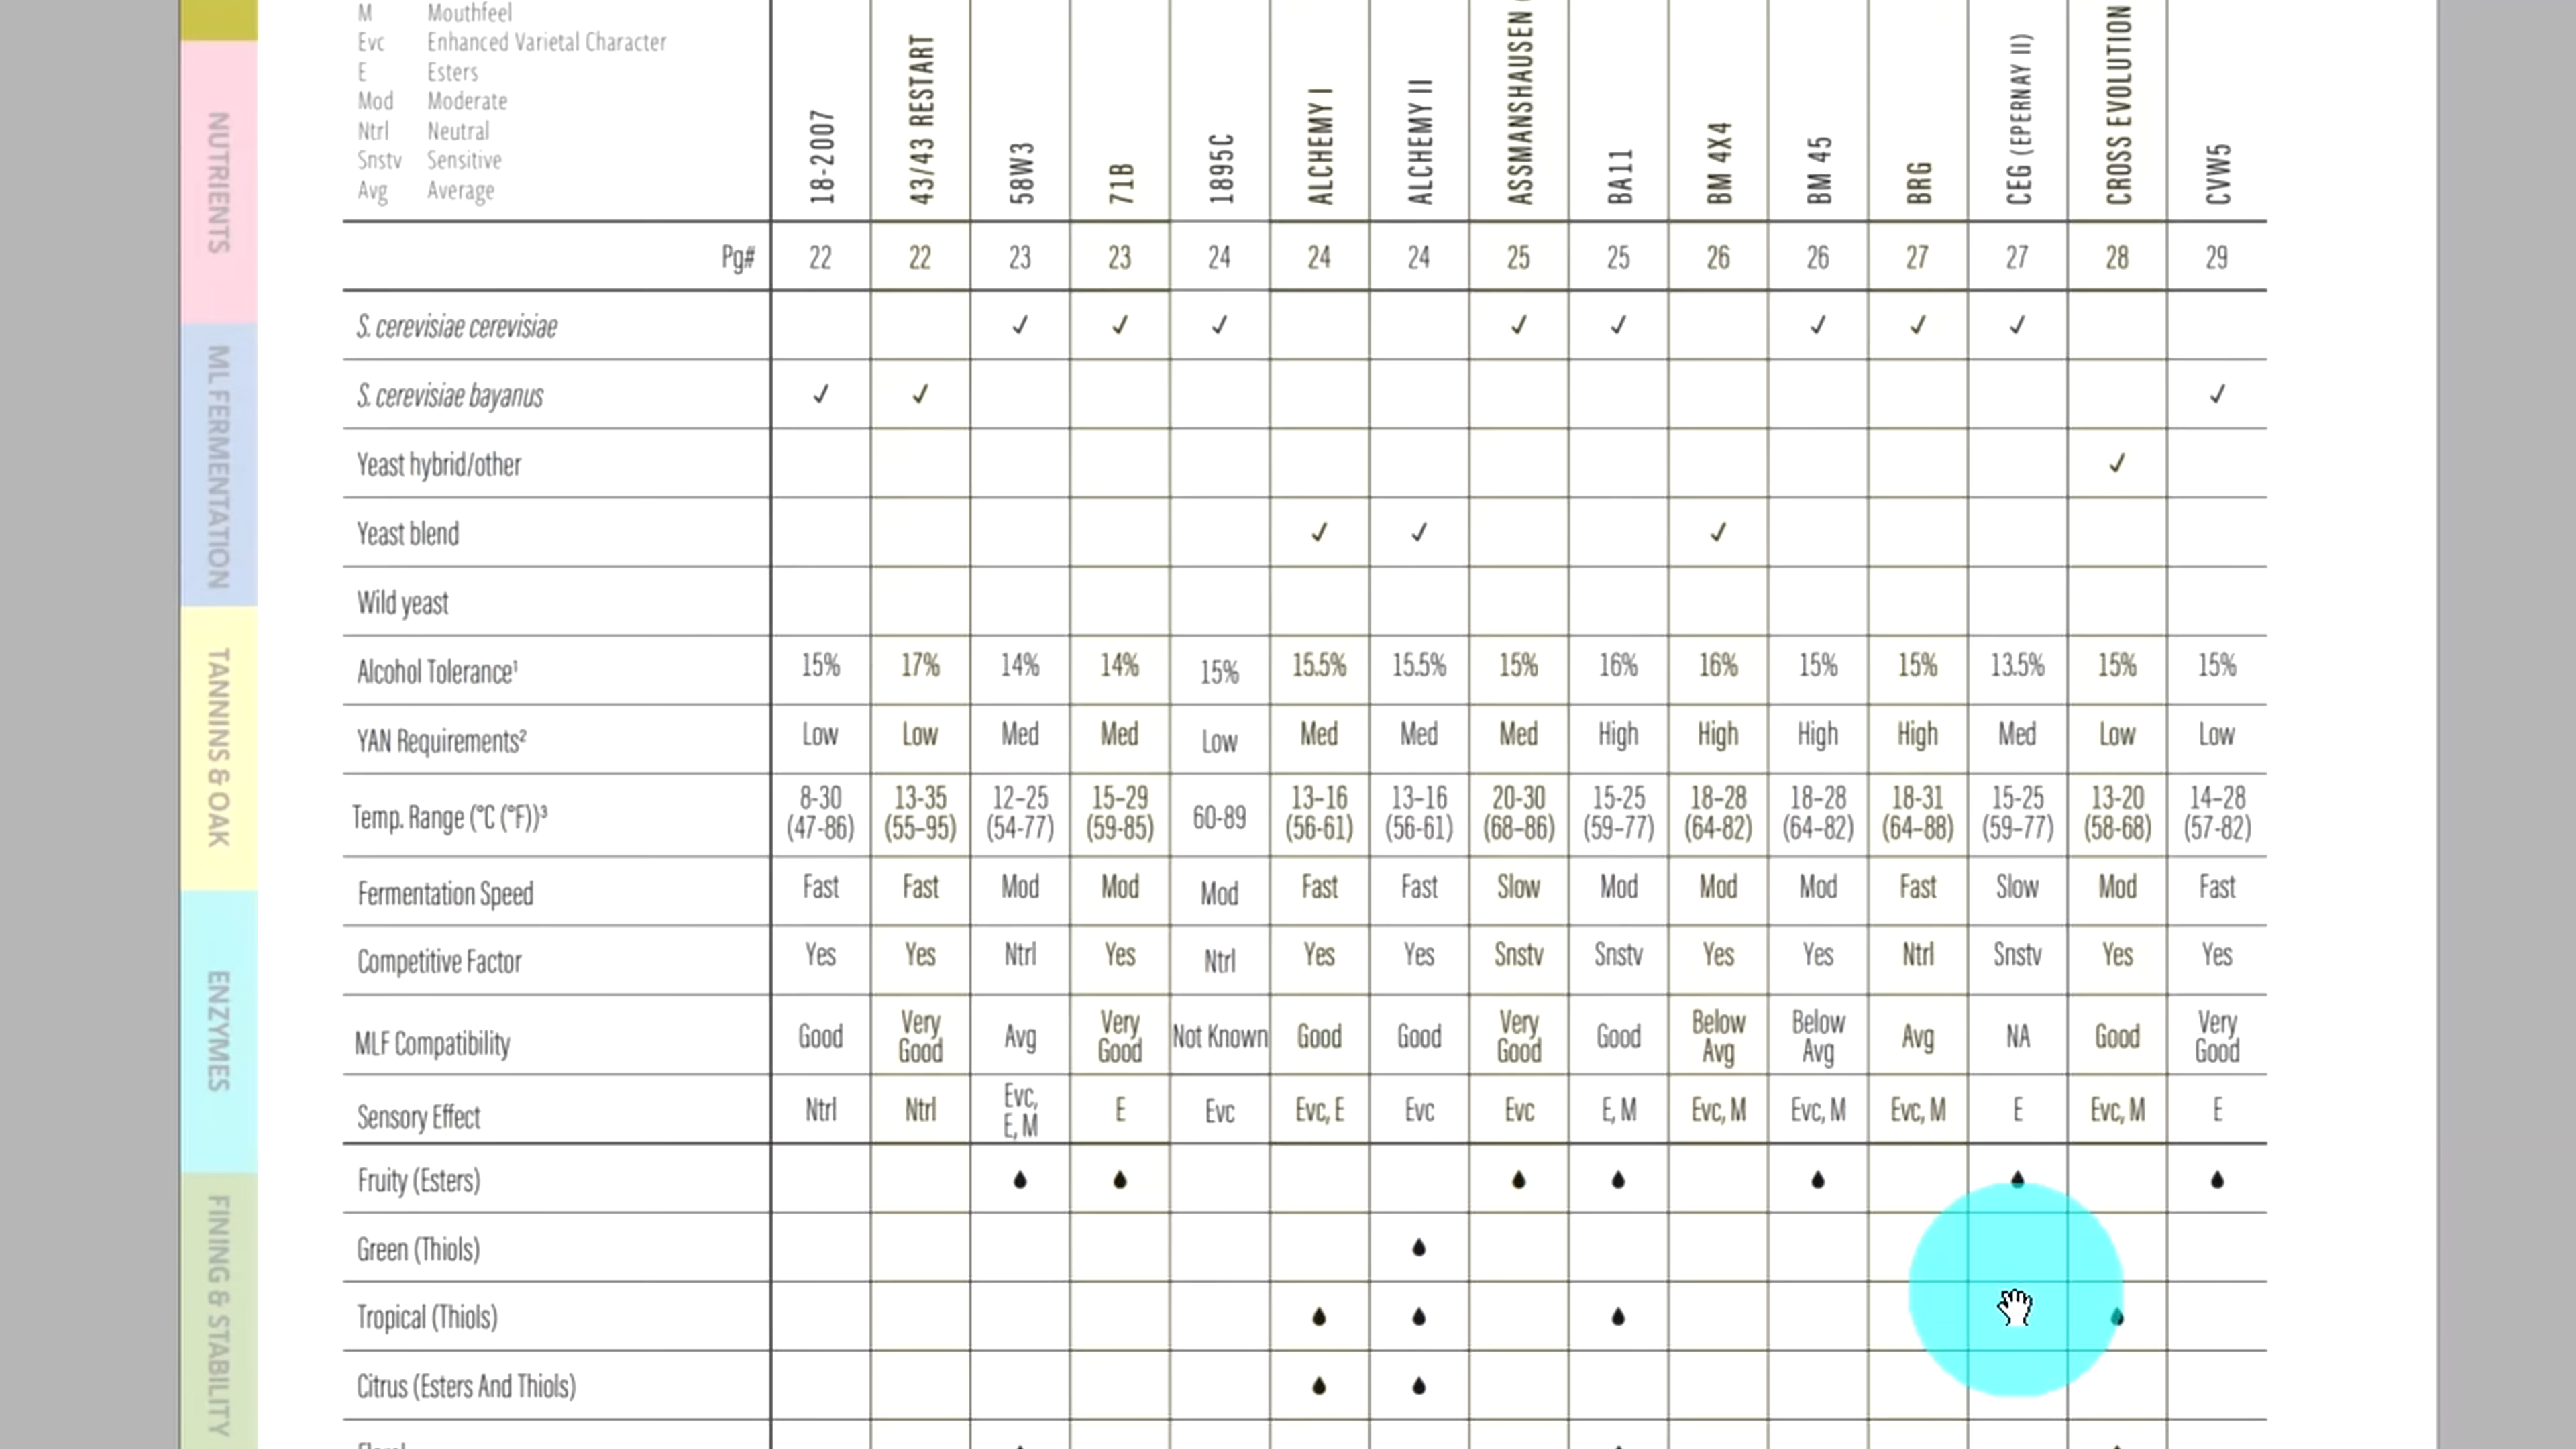 M Mouthfeel
Evc Enhanced Varietal Character
E Esters
Mod Moderate
Ntrl Neutral
Snstv Sensitive
Avg Average
18-2007 43/43 RESTART 58W3 71B 1895C ALCHEMY I ALCHEMY II ASSMANSHAUSEN BA11 BM 4X4 BM 45 BRG CEG (EPERNAY II) CROSS EVOLUTION CVW5
Pg# 22 22 23 23 24 24 24 25 25 26 26 27 27 28 29
S. cerevisiae cerevisiae ✓ ✓ ✓ ✓ ✓ ✓ ✓ ✓
S. cerevisiae bayanus ✓ ✓ ✓
Yeast hybrid/other ✓
Yeast blend ✓ ✓ ✓
Wild yeast
Alcohol Tolerance¹ 15% 17% 14% 14% 15% 15.5% 15.5% 15% 16% 16% 15% 15% 13.5% 15% 15%
YAN Requirements² Low Low Med Med Low Med Med Med High High High High Med Low Low
Temp. Range (°C (°F))³ 8-30 (47-86) 13-35 (55–95) 12–25 (54-77) 15–29 (59-85) 60-89 13–16 (56-61) 13–16 (56-61) 20-30 (68–86) 15-25 (59–77) 18–28 (64-82) 18–28 (64–82) 18-31 (64–88) 15-25 (59–77) 13-20 (58-68) 14–28 (57-82)
Fermentation Speed Fast Fast Mod Mod Mod Fast Fast Slow Mod Mod Mod Fast Slow Mod Fast
Competitive Factor Yes Yes Ntrl Yes Ntrl Yes Yes Snstv Snstv Yes Yes Ntrl Snstv Yes Yes
MLF Compatibility Good Very Good Avg Very Good Not Known Good Good Very Good Good Below Avg Below Avg Avg NA Good Very Good
Sensory Effect Ntrl Ntrl Evc, E, M E Evc Evc, E Evc Evc E, M Evc, M Evc, M Evc, M E Evc, M E
Fruity (Esters)
Green (Thiols)
Tropical (Thiols)
Citrus (Esters And Thiols)
NUTRIENTS
ML FERMENTATION
TANNINS & OAK
ENZYMES
FINING & STABILITY